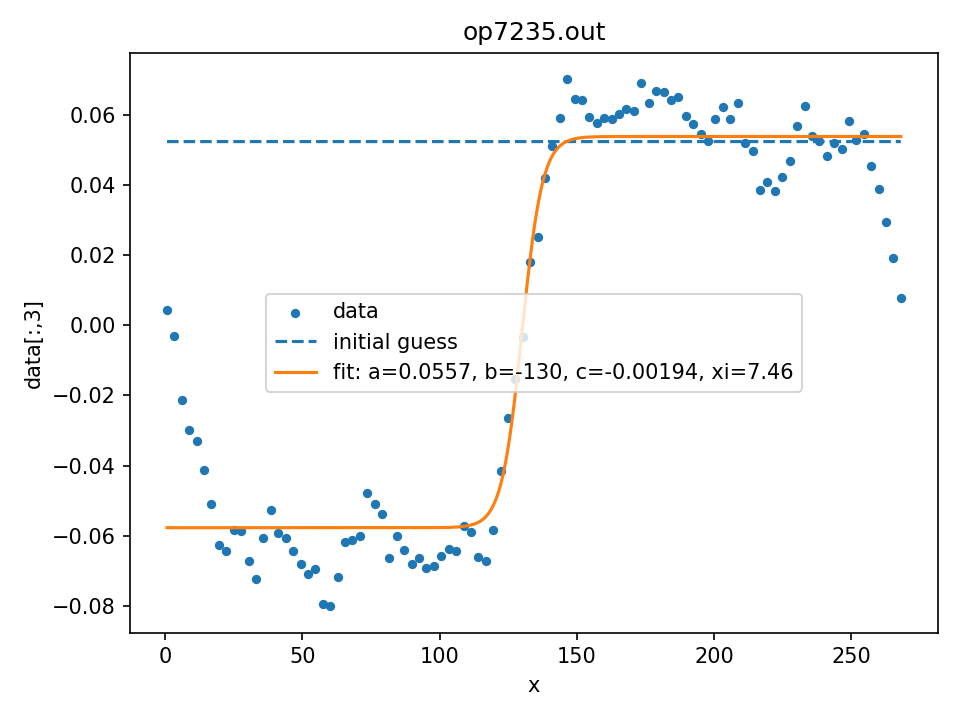 op7235.out
0.06
0.04
0.02
0.00
−0.02
−0.04
−0.06
−0.08
data[:,3]
data
initial guess
fit: a=0.0557, b=-130, c=-0.00194, xi=7.46
0 50 100 150 200 250
x